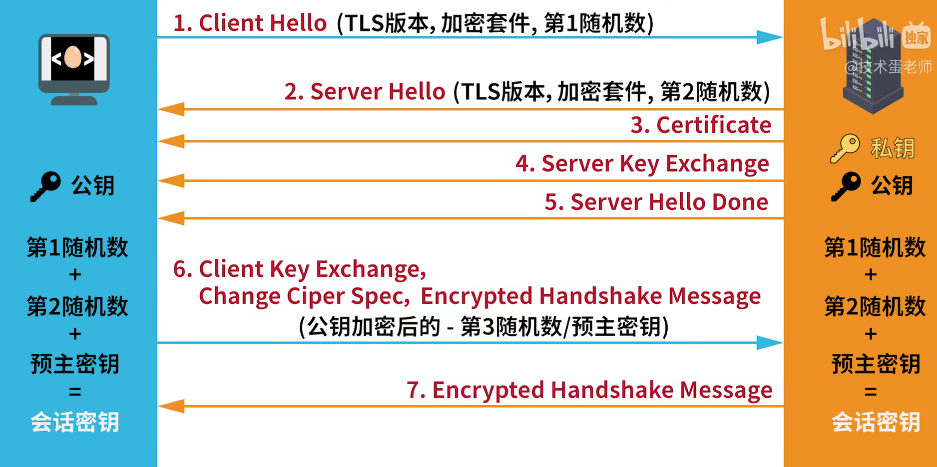 1. Client Hello (TLS版本, 加密套件, 第1随机数)
bilibili 独家
@技术蛋老师
< >
2. Server Hello (TLS版本, 加密套件, 第2随机数)
3. Certificate
私钥
4. Server Key Exchange
公钥
公钥
5. Server Hello Done
第1随机数
+
第2随机数
+
预主密钥
=
会话密钥
6. Client Key Exchange,
Change Ciper Spec, Encrypted Handshake Message
(公钥加密后的 - 第3随机数/预主密钥)
7. Encrypted Handshake Message
第1随机数
+
第2随机数
+
预主密钥
=
会话密钥